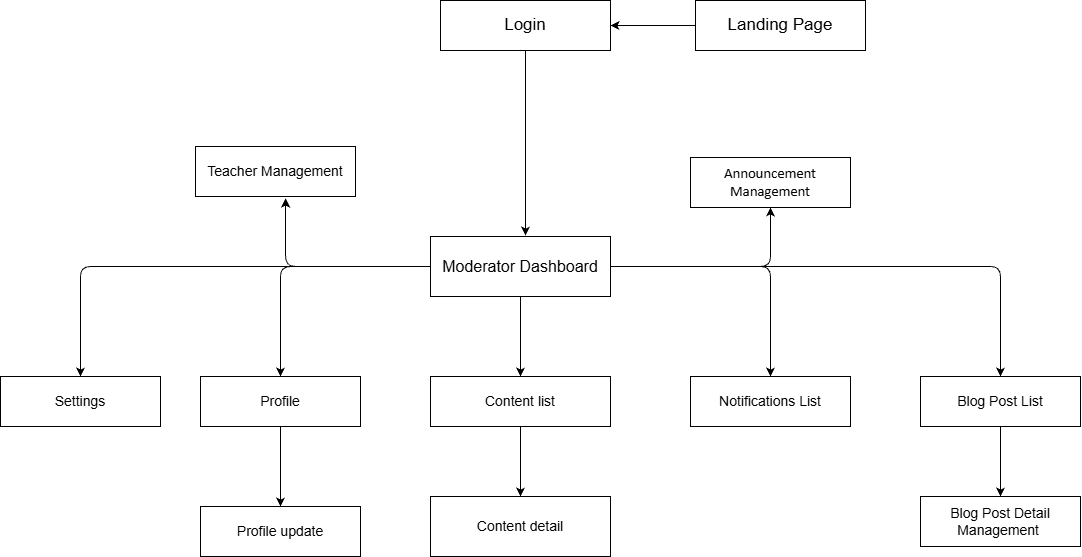 Login
Landing Page
Teacher Management
Announcement
Management
Moderator Dashboard
Settings
Profile
Content list
Notifications List
Blog Post List
Profile update
Content detail
Blog Post Detail
Management